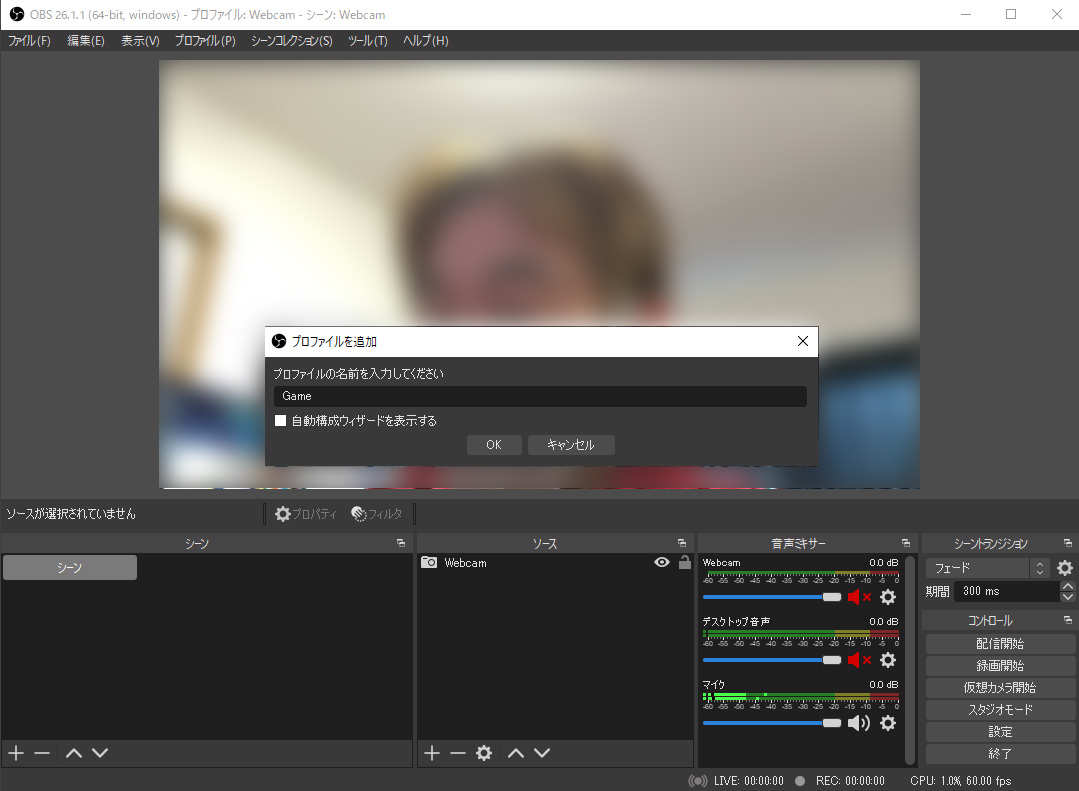 OBS 26.1.1 (64-bit, windows) - プロファイル: Webcam - シーン: Webcam
ファイル(F) 編集(E) 表示(V) プロファイル(P) シーンコレクション(S) ツール(T) ヘルプ(H)
プロファイルを追加
プロファイルの名前を入力してください
Game
自動構成ウィザードを表示する
OK キャンセル
ソースが選択されていません プロパティ フィルタ
シーン
シーン
ソース
Webcam
音声ミキサー
Webcam 0.0 dB
-60 -55 -50 -45 -40 -35 -30 -25 -20 -15 -10 -5 0
デスクトップ音声 0.0 dB
-60 -55 -50 -45 -40 -35 -30 -25 -20 -15 -10 -5 0
マイク 0.0 dB
-60 -55 -50 -45 -40 -35 -30 -25 -20 -15 -10 -5 0
シーントランジション
フェード
期間 300 ms
コントロール
配信開始
録画開始
仮想カメラ開始
スタジオモード
設定
終了
LIVE: 00:00:00 REC: 00:00:00 CPU: 1.0%, 60.00 fps